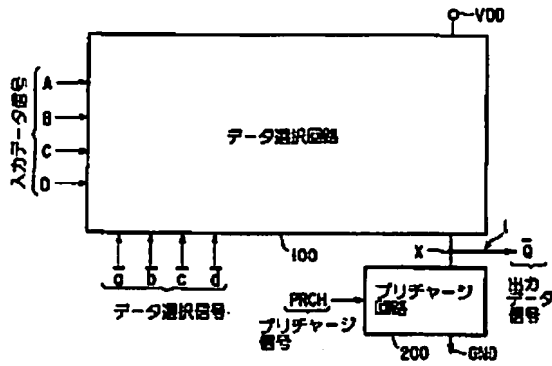 VDD
入力データ信号
A
B
C
D
データ選択回路
a̅ b̅ c̅ d̅
データ選択信号
100
X
1
Q̅
出力
データ
信号
PRCH
プリチャージ
信号
プリチャージ
回路
200
GND